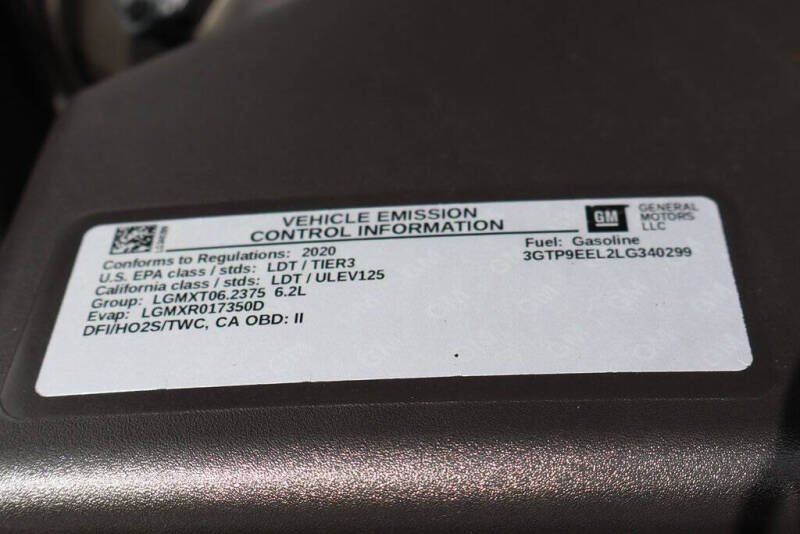 VEHICLE EMISSION
CONTROL INFORMATION
GM
GENERAL
MOTORS
LLC
Conforms to Regulations: 2020
U.S. EPA class / stds: LDT / TIER3
California class / stds: LDT / ULEV125
Group: LGMXT06.2375 6.2L
Evap: LGMXR017350D
DFI/HO2S/TWC, CA OBD: II
Fuel: Gasoline
3GTP9EEL2LG340299